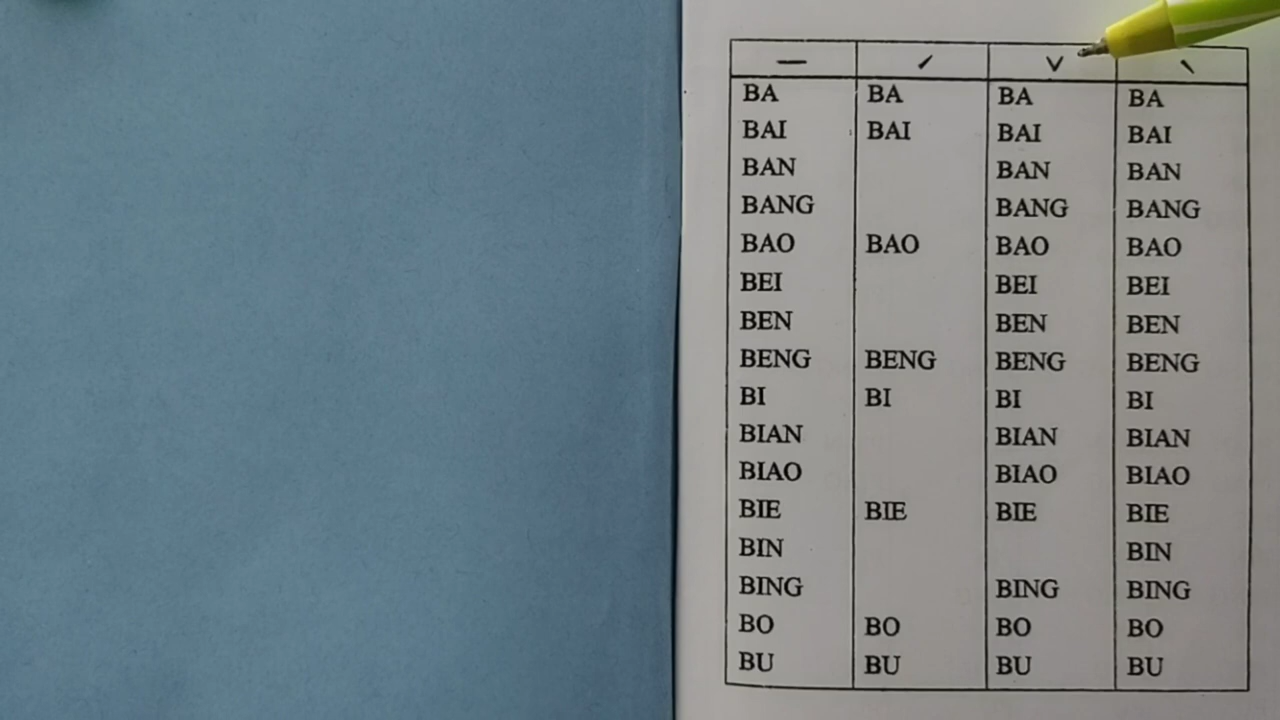 — ˊ ˇ ˋ
BA BA BA BA
BAI BAI BAI BAI
BAN BAN BAN
BANG BANG BANG
BAO BAO BAO BAO
BEI BEI BEI
BEN BEN BEN
BENG BENG BENG BENG
BI BI BI BI
BIAN BIAN BIAN
BIAO BIAO BIAO
BIE BIE BIE BIE
BIN BIN
BING BING BING
BO BO BO BO
BU BU BU BU